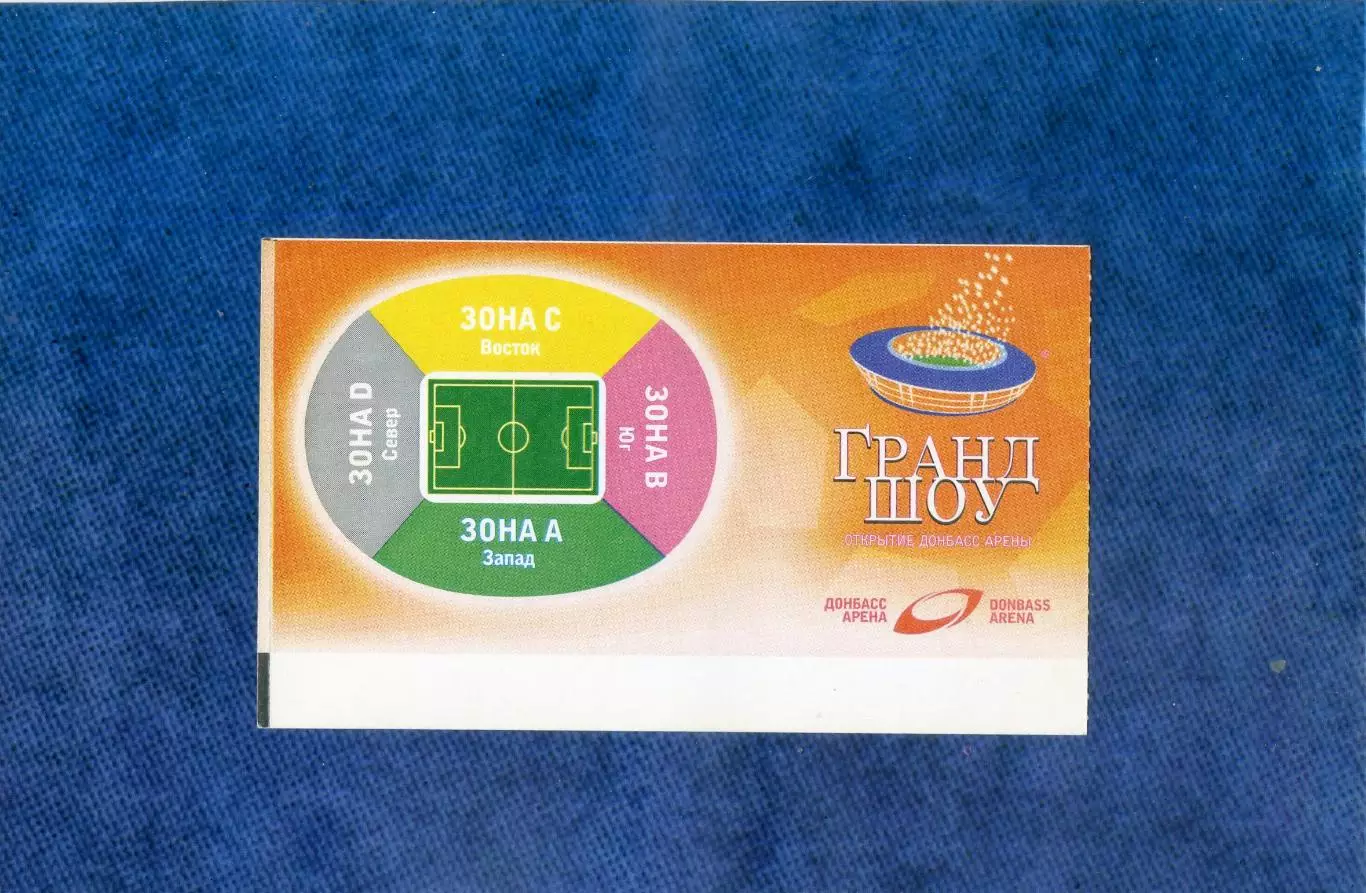 ЗОНА C
Восток
ЗОНА D
Север
ЗОНА B
Юг
ЗОНА A
Запад
ГРАНД
ШОУ
ОТКРЫТИЕ ДОНБАСС АРЕНЫ
ДОНБАСС
АРЕНА
DONBASS
ARENA